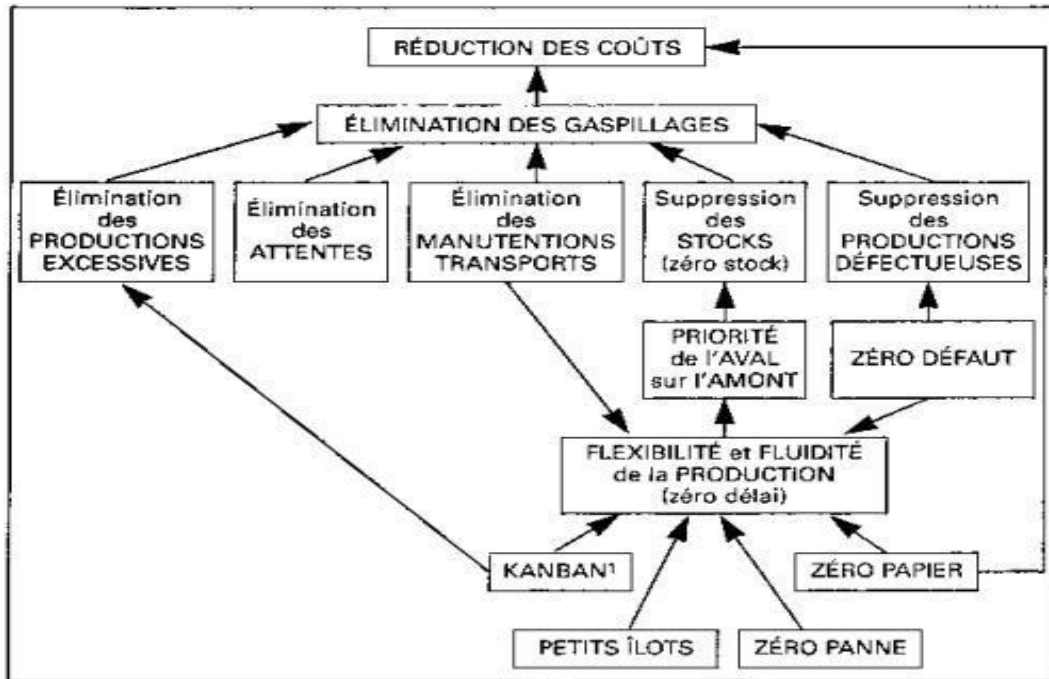 RÉDUCTION DES COÛTS
ÉLIMINATION DES GASPILLAGES
Élimination
des
PRODUCTIONS
EXCESSIVES
Élimination
des
ATTENTES
Élimination
des
MANUTENTIONS
TRANSPORTS
Suppression
des
STOCKS
(zéro stock)
Suppression
des
PRODUCTIONS
DÉFECTUEUSES
PRIORITÉ
de l'AVAL
sur l'AMONT
ZÉRO DÉFAUT
FLEXIBILITÉ et FLUIDITÉ
de la PRODUCTION
(zéro délai)
KANBAN¹
ZÉRO PAPIER
PETITS ÎLOTS
ZÉRO PANNE